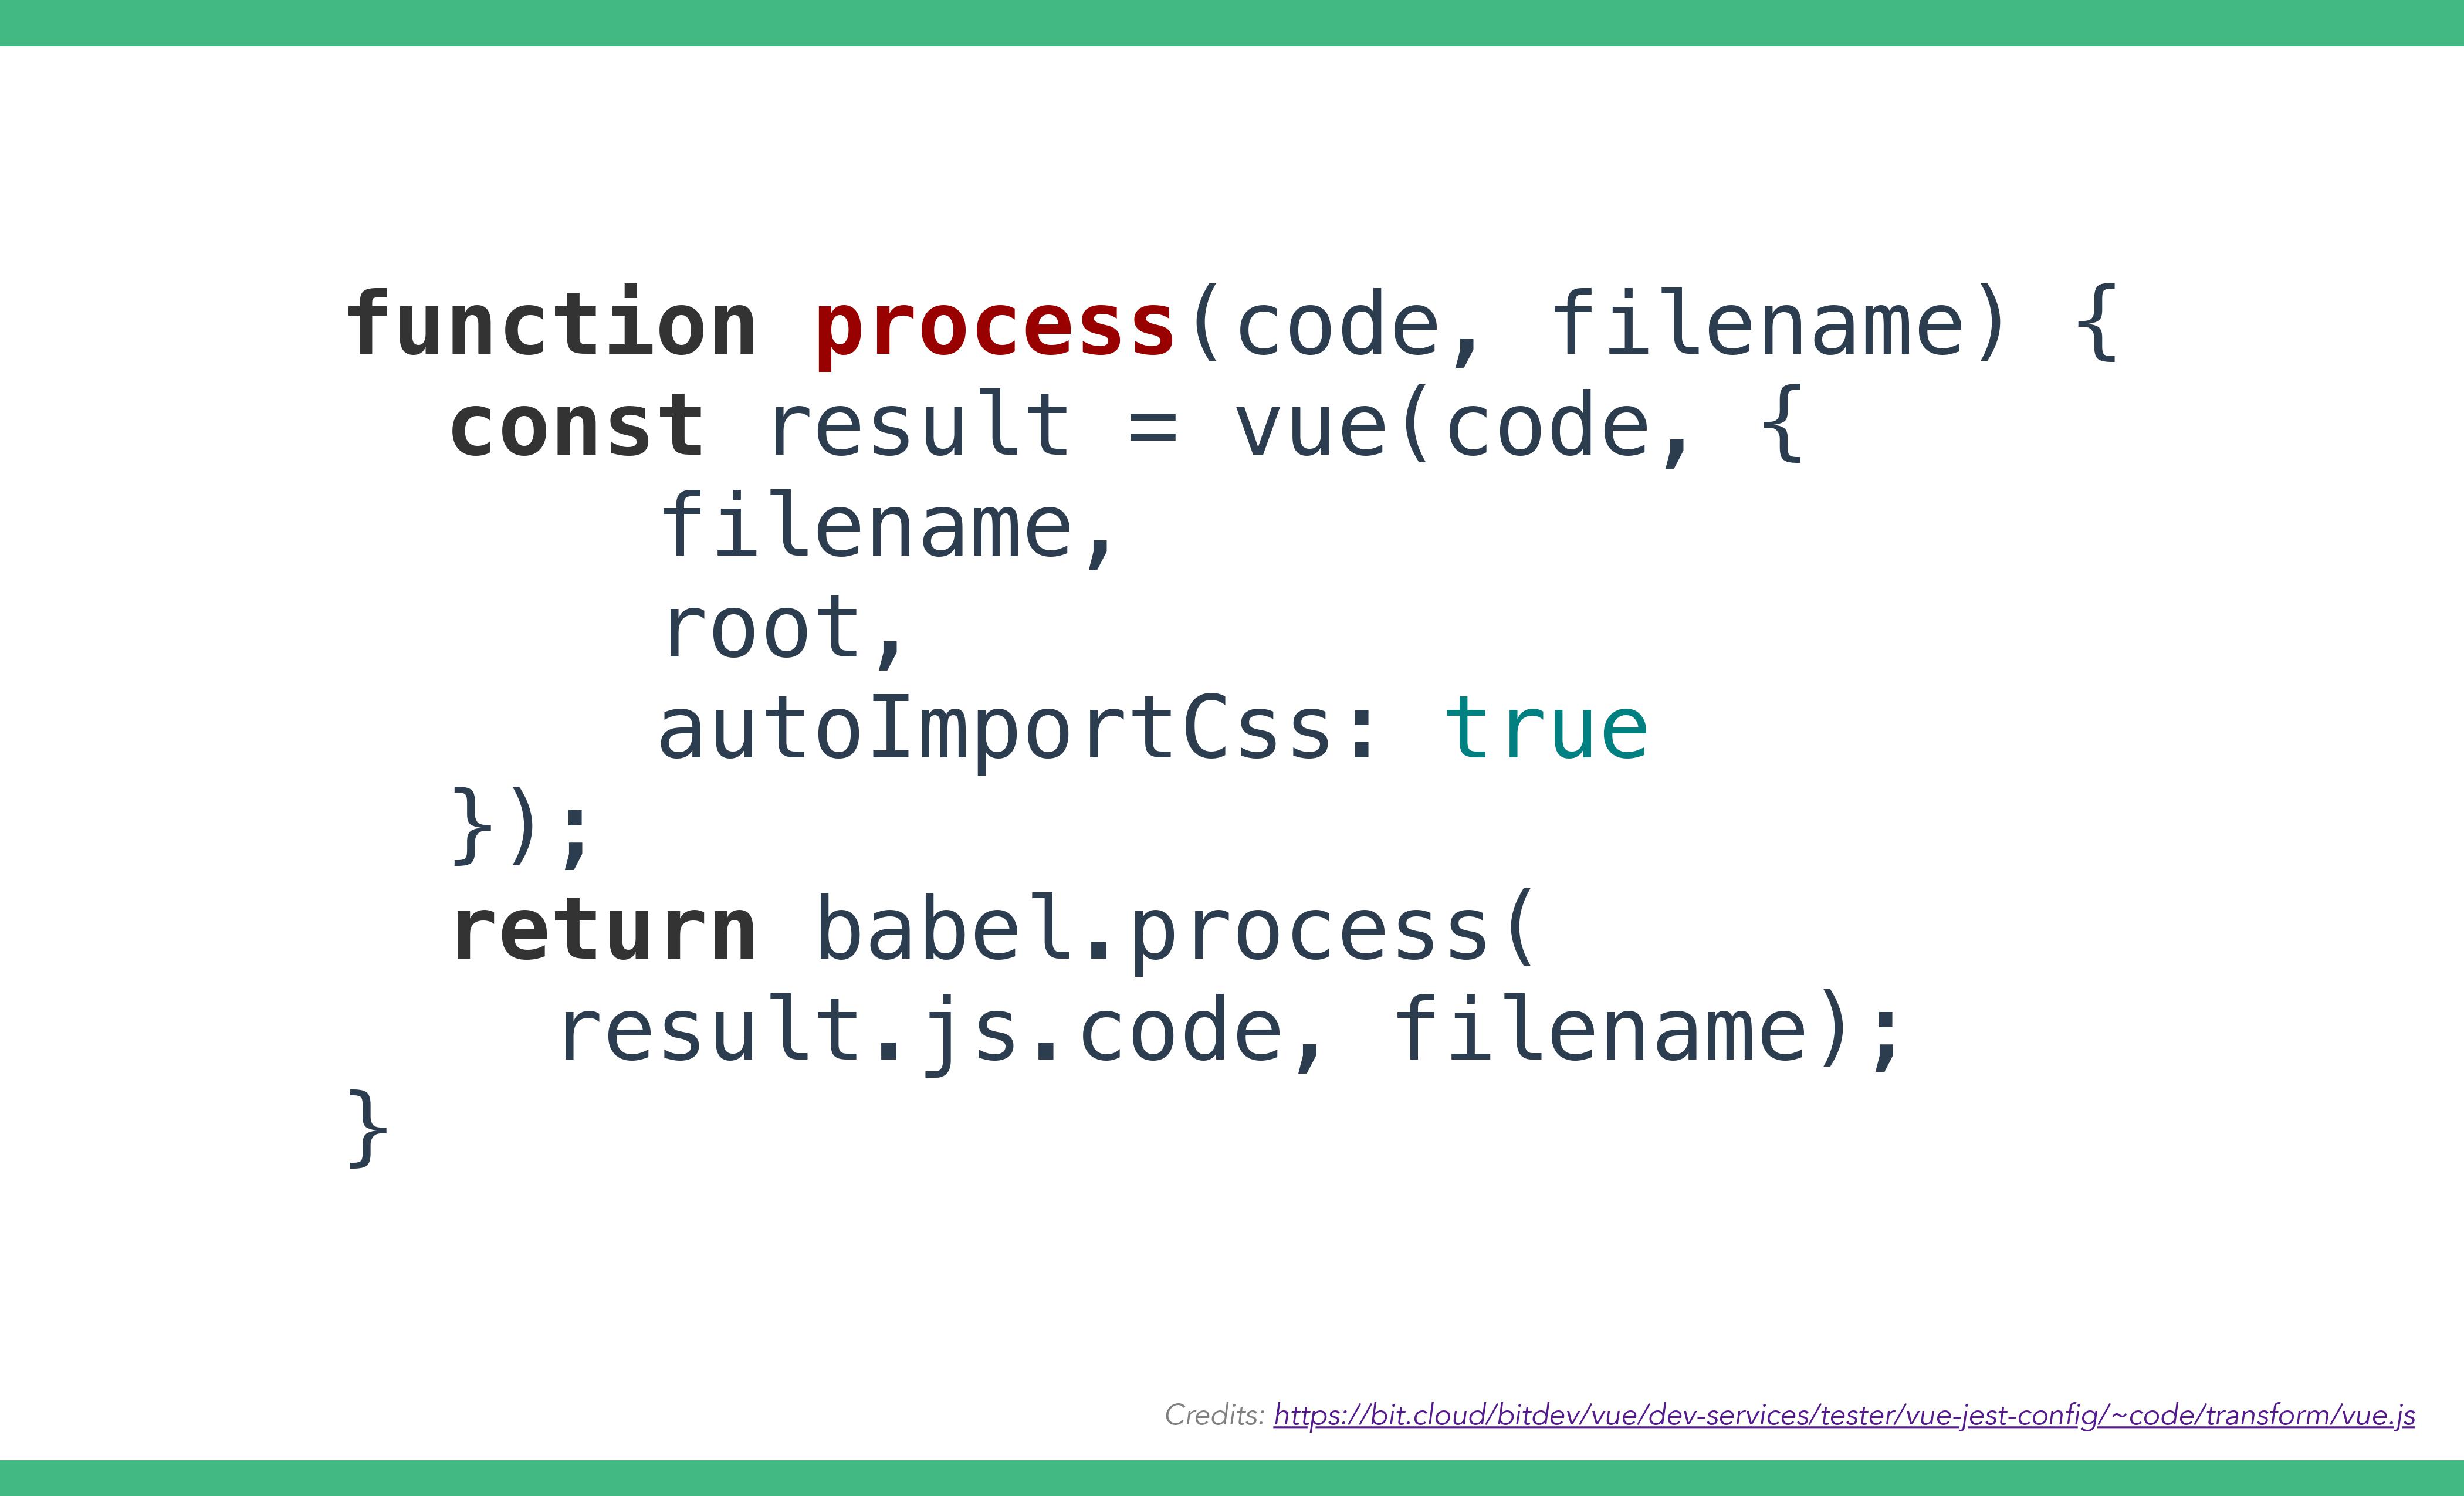 function process(code, filename) {
  const result = vue(code, {
      filename,
      root,
      autoImportCss: true
  });
  return babel.process(
    result.js.code, filename);
}
Credits: https://bit.cloud/bitdev/vue/dev-services/tester/vue-jest-config/~code/transform/vue.js